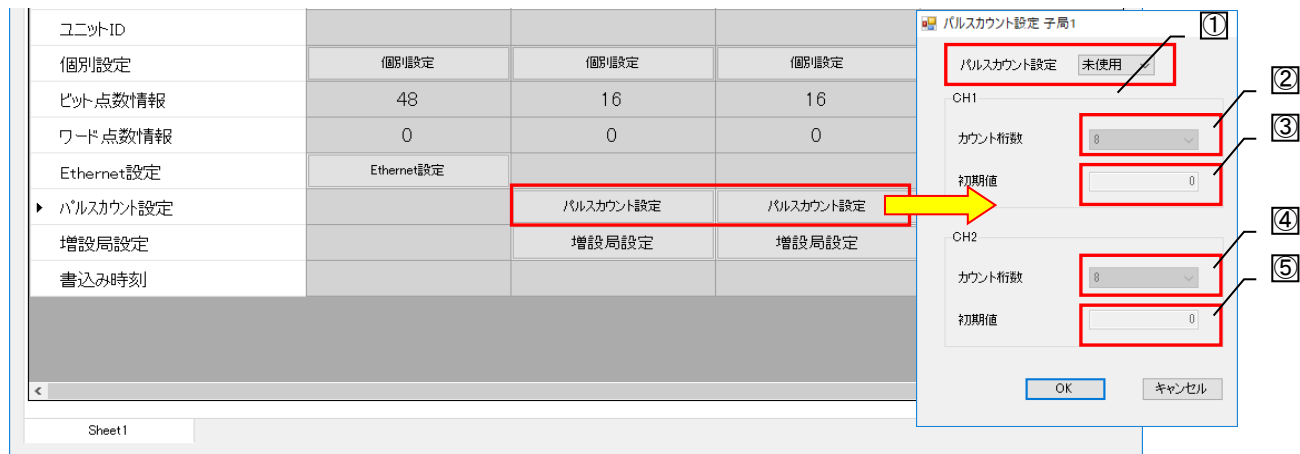 ユニットID
個別設定 個別設定 個別設定 個別設定
ビット点数情報 48 16 16
ワード点数情報 0 0 0
Ethernet設定 Ethernet設定
パルスカウント設定 パルスカウント設定 パルスカウント設定
増設局設定 増設局設定 増設局設定
書込み時刻
Sheet1
パルスカウント設定 子局1
①
パルスカウント設定 未使用
②
CH1
③
カウント桁数 8
初期値 0
④
CH2
⑤
カウント桁数 8
初期値 0
OK キャンセル